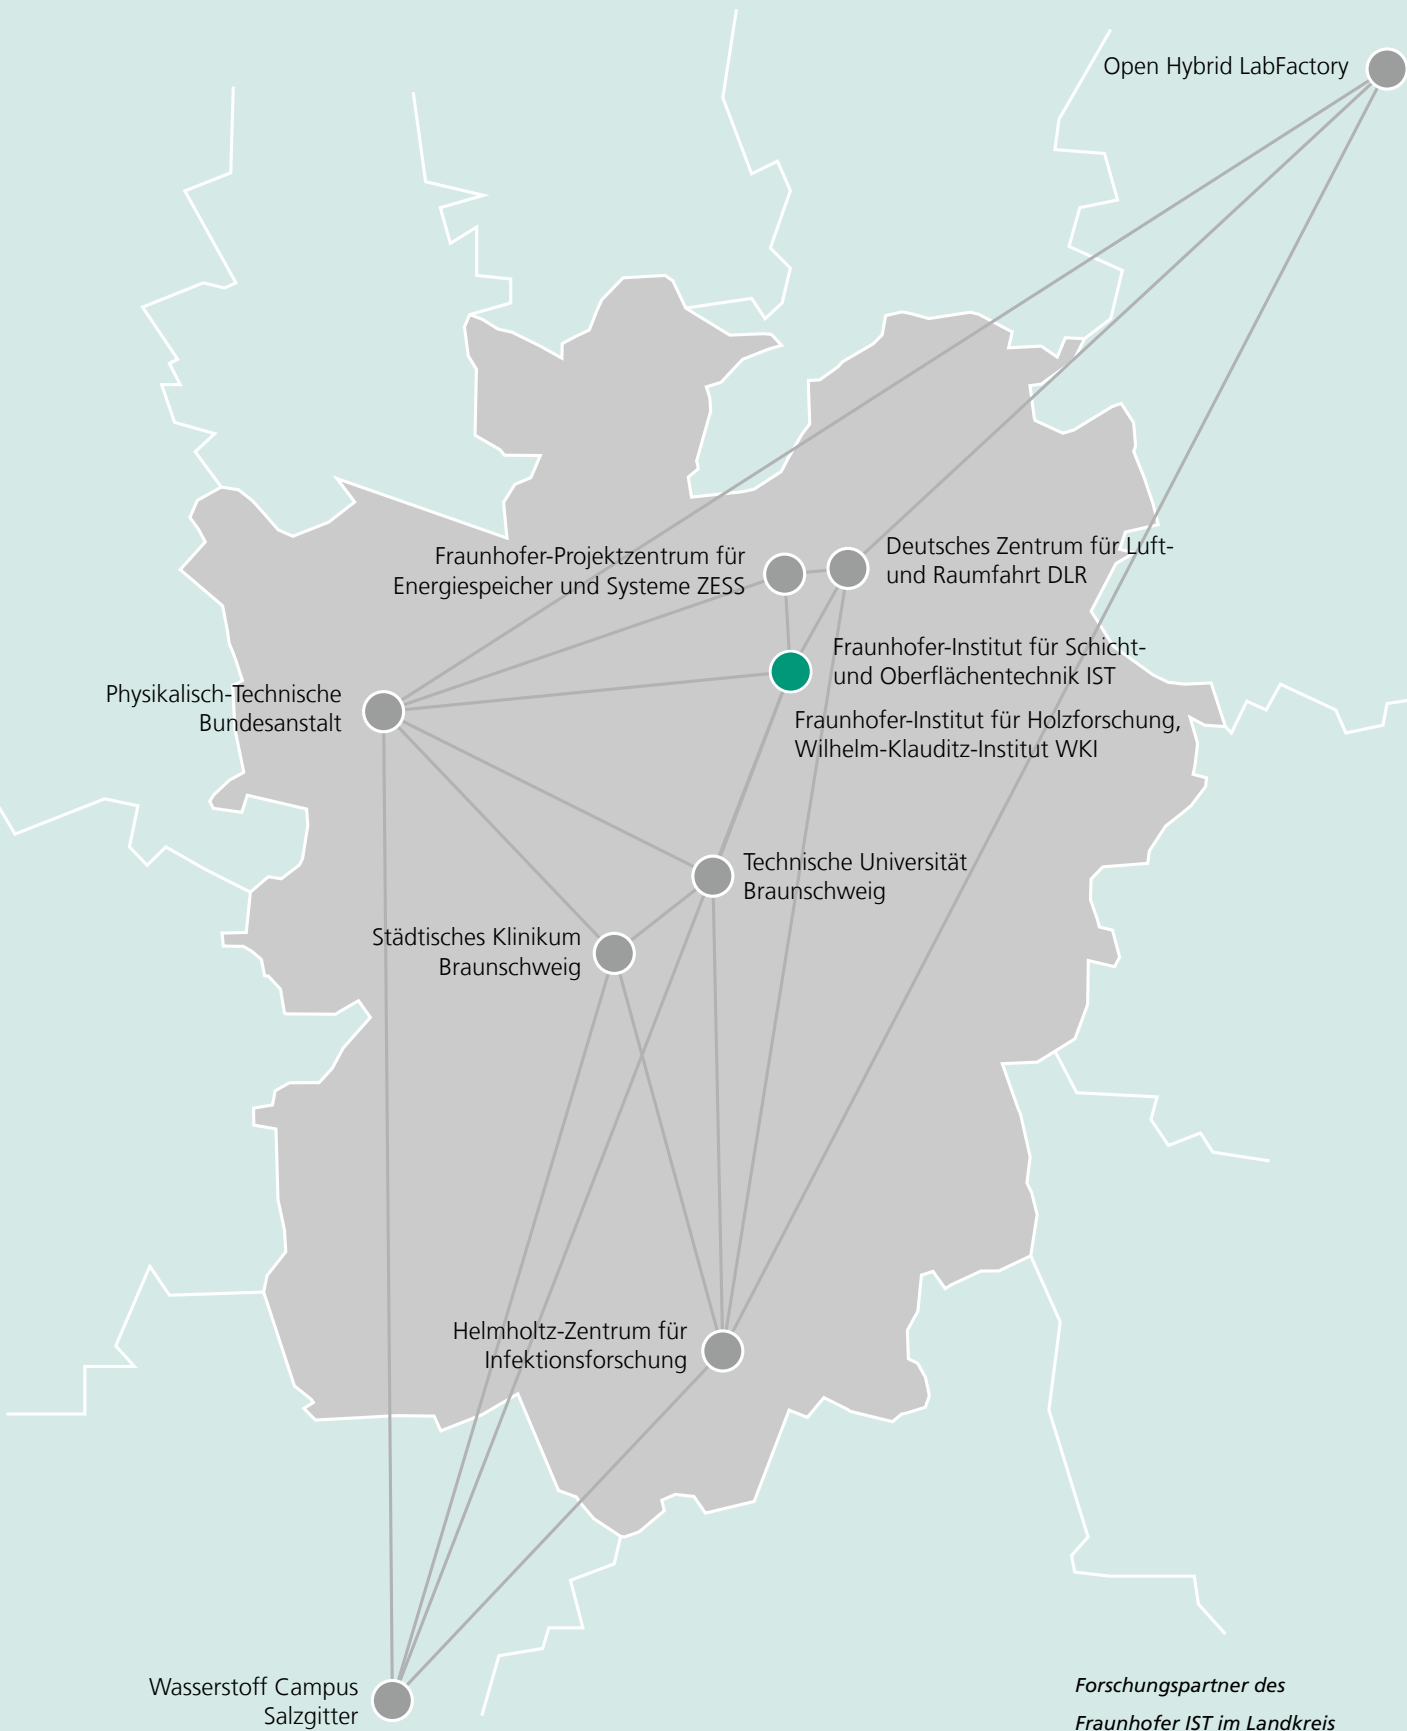 Open Hybrid LabFactory
Fraunhofer-Projektzentrum für
Energiespeicher und Systeme ZESS
Deutsches Zentrum für Luft-
und Raumfahrt DLR
Fraunhofer-Institut für Schicht-
und Oberflächentechnik IST
Physikalisch-Technische
Bundesanstalt
Fraunhofer-Institut für Holzforschung,
Wilhelm-Klauditz-Institut WKI
Technische Universität
Braunschweig
Städtisches Klinikum
Braunschweig
Helmholtz-Zentrum für
Infektionsforschung
Wasserstoff Campus
Salzgitter
Forschungspartner des
Fraunhofer IST im Landkreis